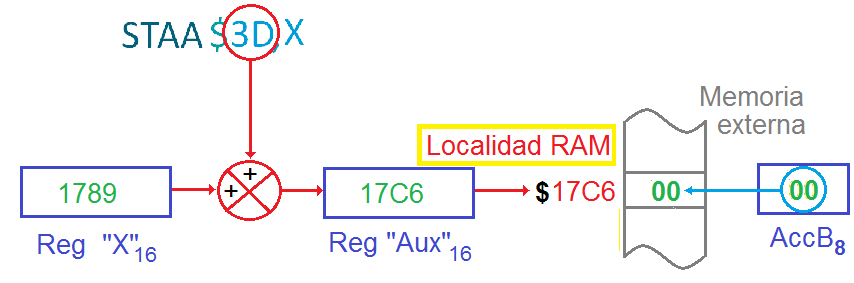 STAA $3D,X
Memoria
externa
Localidad RAM
+
+
1789
17C6
$17C6
00
00
Reg "X"16
Reg "Aux"16
AccB8